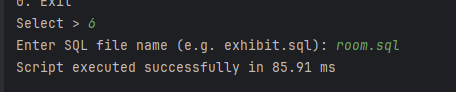 0. Exit
Select > 6
Enter SQL file name (e.g. exhibit.sql): room.sql
Script executed successfully in 85.91 ms